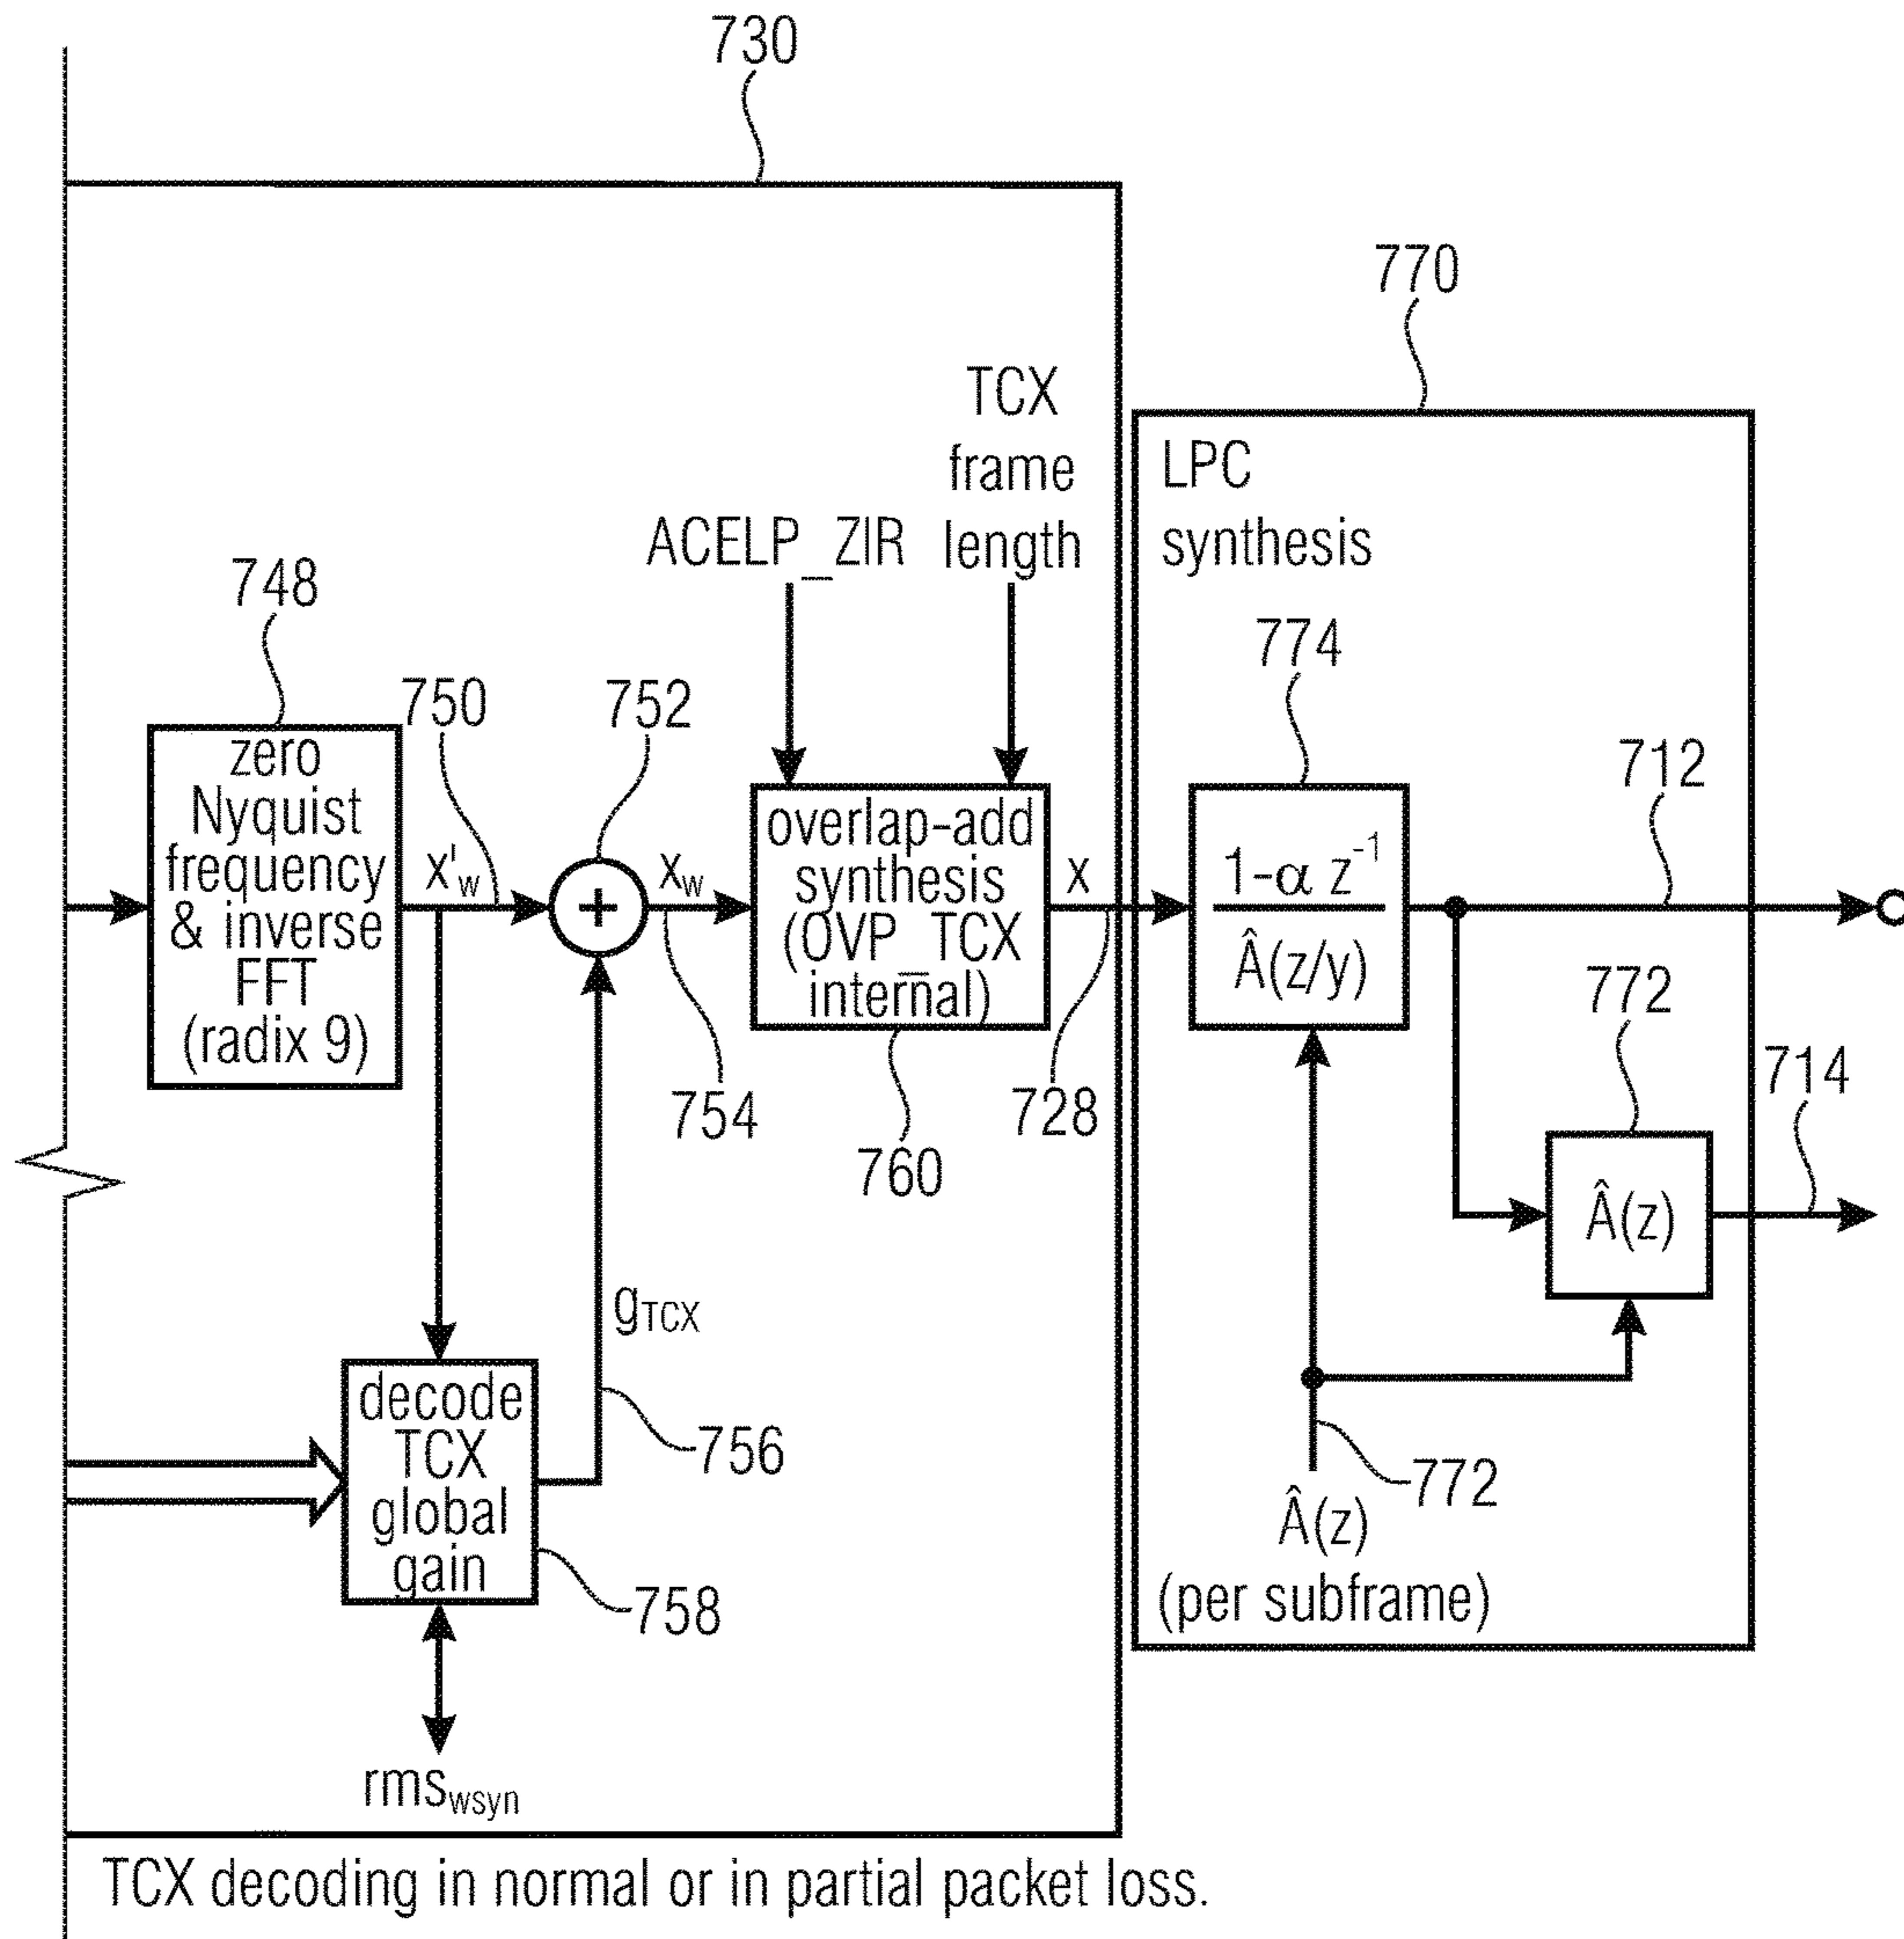 730
770
TCX
frame
length
ACELP_ZIR
LPC
synthesis
748
750
752
774
712
zero
Nyquist
frequency
& inverse
FFT
(radix 9)
x'w
+
xw
overlap-add
synthesis
(OVP_TCX
internal)
x
1-α z⁻¹
Â(z/y)
772
714
754
760
728
Â(z)
gTCX
756
decode
TCX
global
gain
758
772
Â(z)
(per subframe)
rmswsyn
TCX decoding in normal or in partial packet loss.